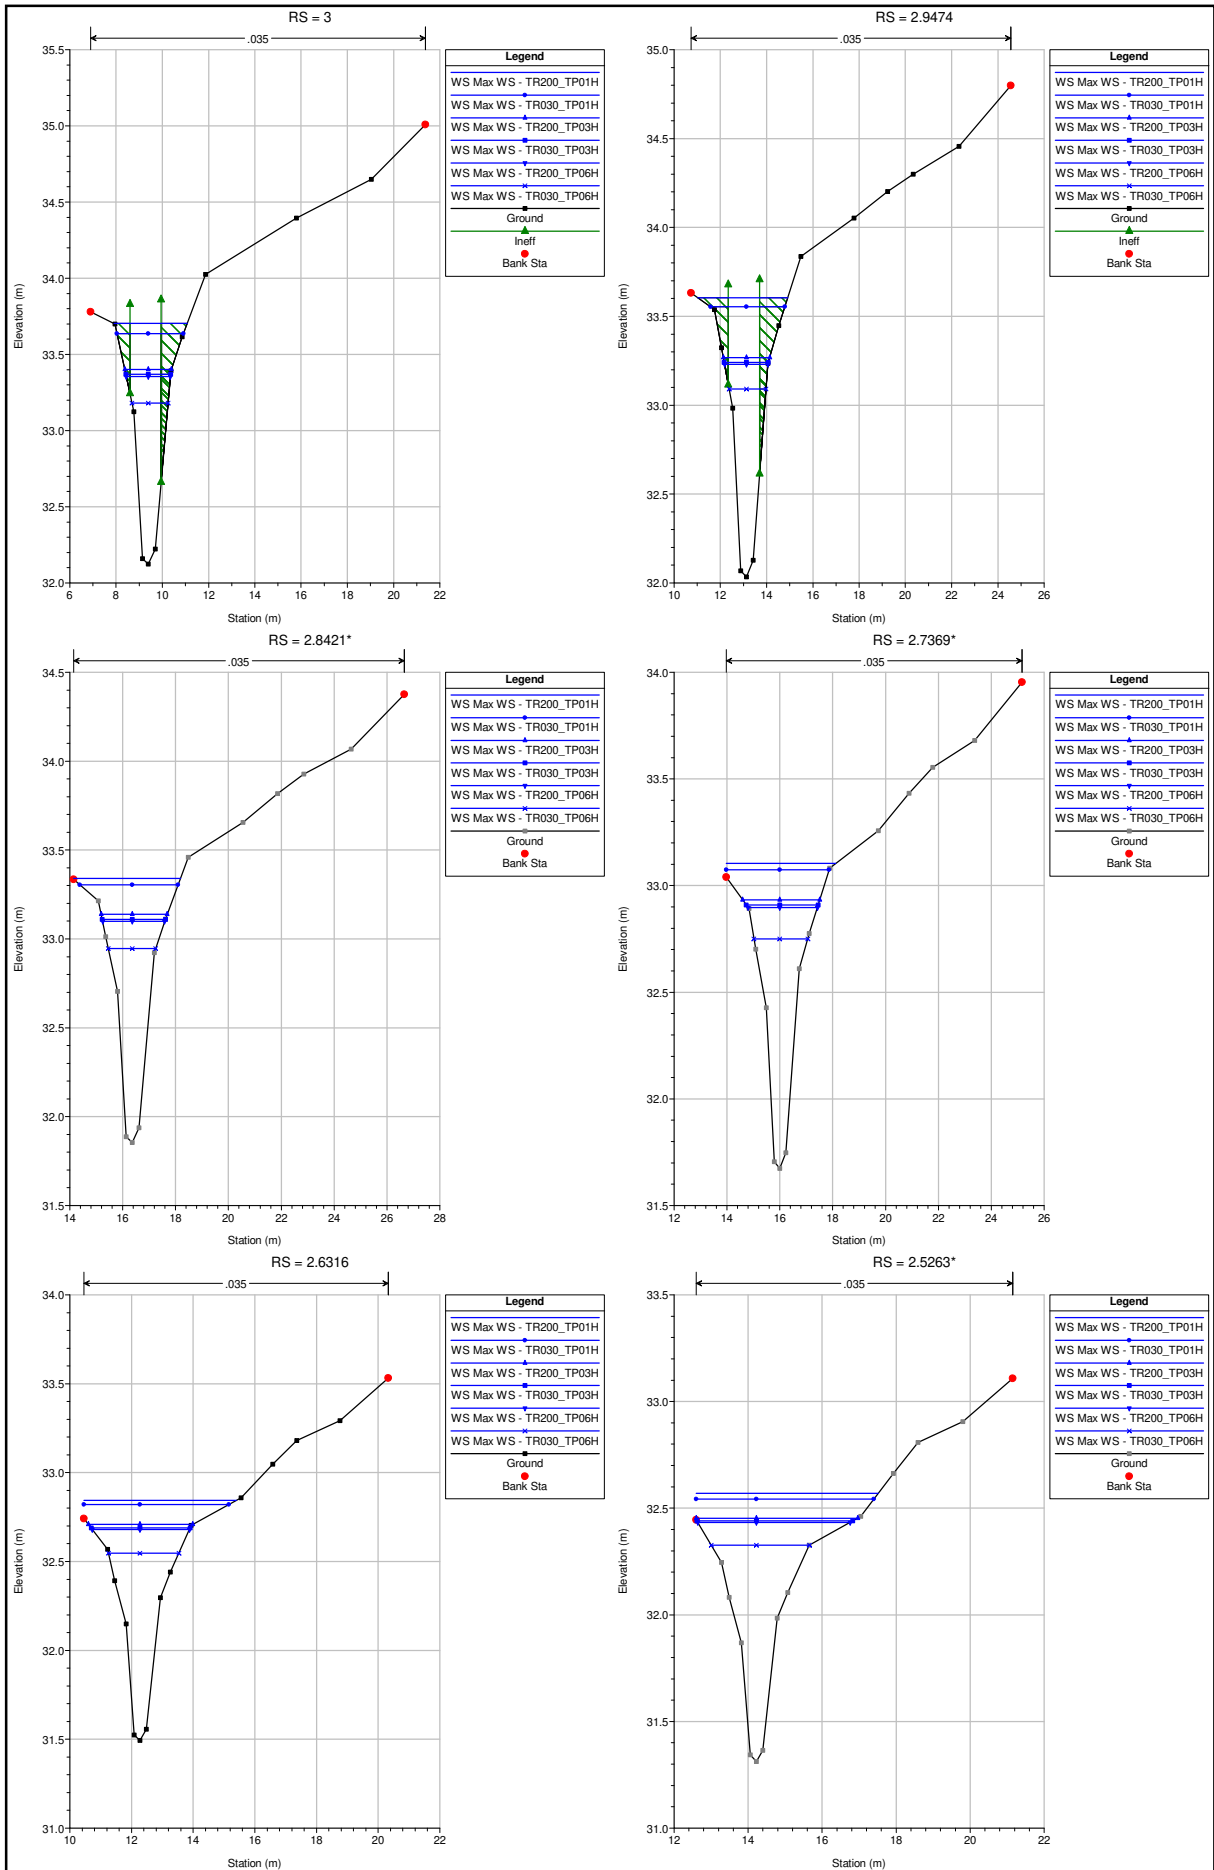 RS = 3
.035
35.5
35.0
34.5
34.0
33.5
33.0
32.5
32.0
6 8 10 12 14 16 18 20 22
Station (m)
Elevation (m)
Legend
WS Max WS - TR200_TP01H
WS Max WS - TR030_TP01H
WS Max WS - TR200_TP03H
WS Max WS - TR030_TP03H
WS Max WS - TR200_TP06H
WS Max WS - TR030_TP06H
Ground
Ineff
Bank Sta
RS = 2.9474
.035
35.0
34.5
34.0
33.5
33.0
32.5
32.0
10 12 14 16 18 20 22 24 26
Station (m)
Elevation (m)
Legend
WS Max WS - TR200_TP01H
WS Max WS - TR030_TP01H
WS Max WS - TR200_TP03H
WS Max WS - TR030_TP03H
WS Max WS - TR200_TP06H
WS Max WS - TR030_TP06H
Ground
Ineff
Bank Sta
RS = 2.8421*
.035
34.5
34.0
33.5
33.0
32.5
32.0
31.5
14 16 18 20 22 24 26 28
Station (m)
Elevation (m)
Legend
WS Max WS - TR200_TP01H
WS Max WS - TR030_TP01H
WS Max WS - TR200_TP03H
WS Max WS - TR030_TP03H
WS Max WS - TR200_TP06H
WS Max WS - TR030_TP06H
Ground
Bank Sta
RS = 2.7369*
.035
34.0
33.5
33.0
32.5
32.0
31.5
12 14 16 18 20 22 24 26
Station (m)
Elevation (m)
Legend
WS Max WS - TR200_TP01H
WS Max WS - TR030_TP01H
WS Max WS - TR200_TP03H
WS Max WS - TR030_TP03H
WS Max WS - TR200_TP06H
WS Max WS - TR030_TP06H
Ground
Bank Sta
RS = 2.6316
.035
34.0
33.5
33.0
32.5
32.0
31.5
31.0
10 12 14 16 18 20 22
Station (m)
Elevation (m)
Legend
WS Max WS - TR200_TP01H
WS Max WS - TR030_TP01H
WS Max WS - TR200_TP03H
WS Max WS - TR030_TP03H
WS Max WS - TR200_TP06H
WS Max WS - TR030_TP06H
Ground
Bank Sta
RS = 2.5263*
.035
33.5
33.0
32.5
32.0
31.5
31.0
12 14 16 18 20 22
Station (m)
Elevation (m)
Legend
WS Max WS - TR200_TP01H
WS Max WS - TR030_TP01H
WS Max WS - TR200_TP03H
WS Max WS - TR030_TP03H
WS Max WS - TR200_TP06H
WS Max WS - TR030_TP06H
Ground
Bank Sta